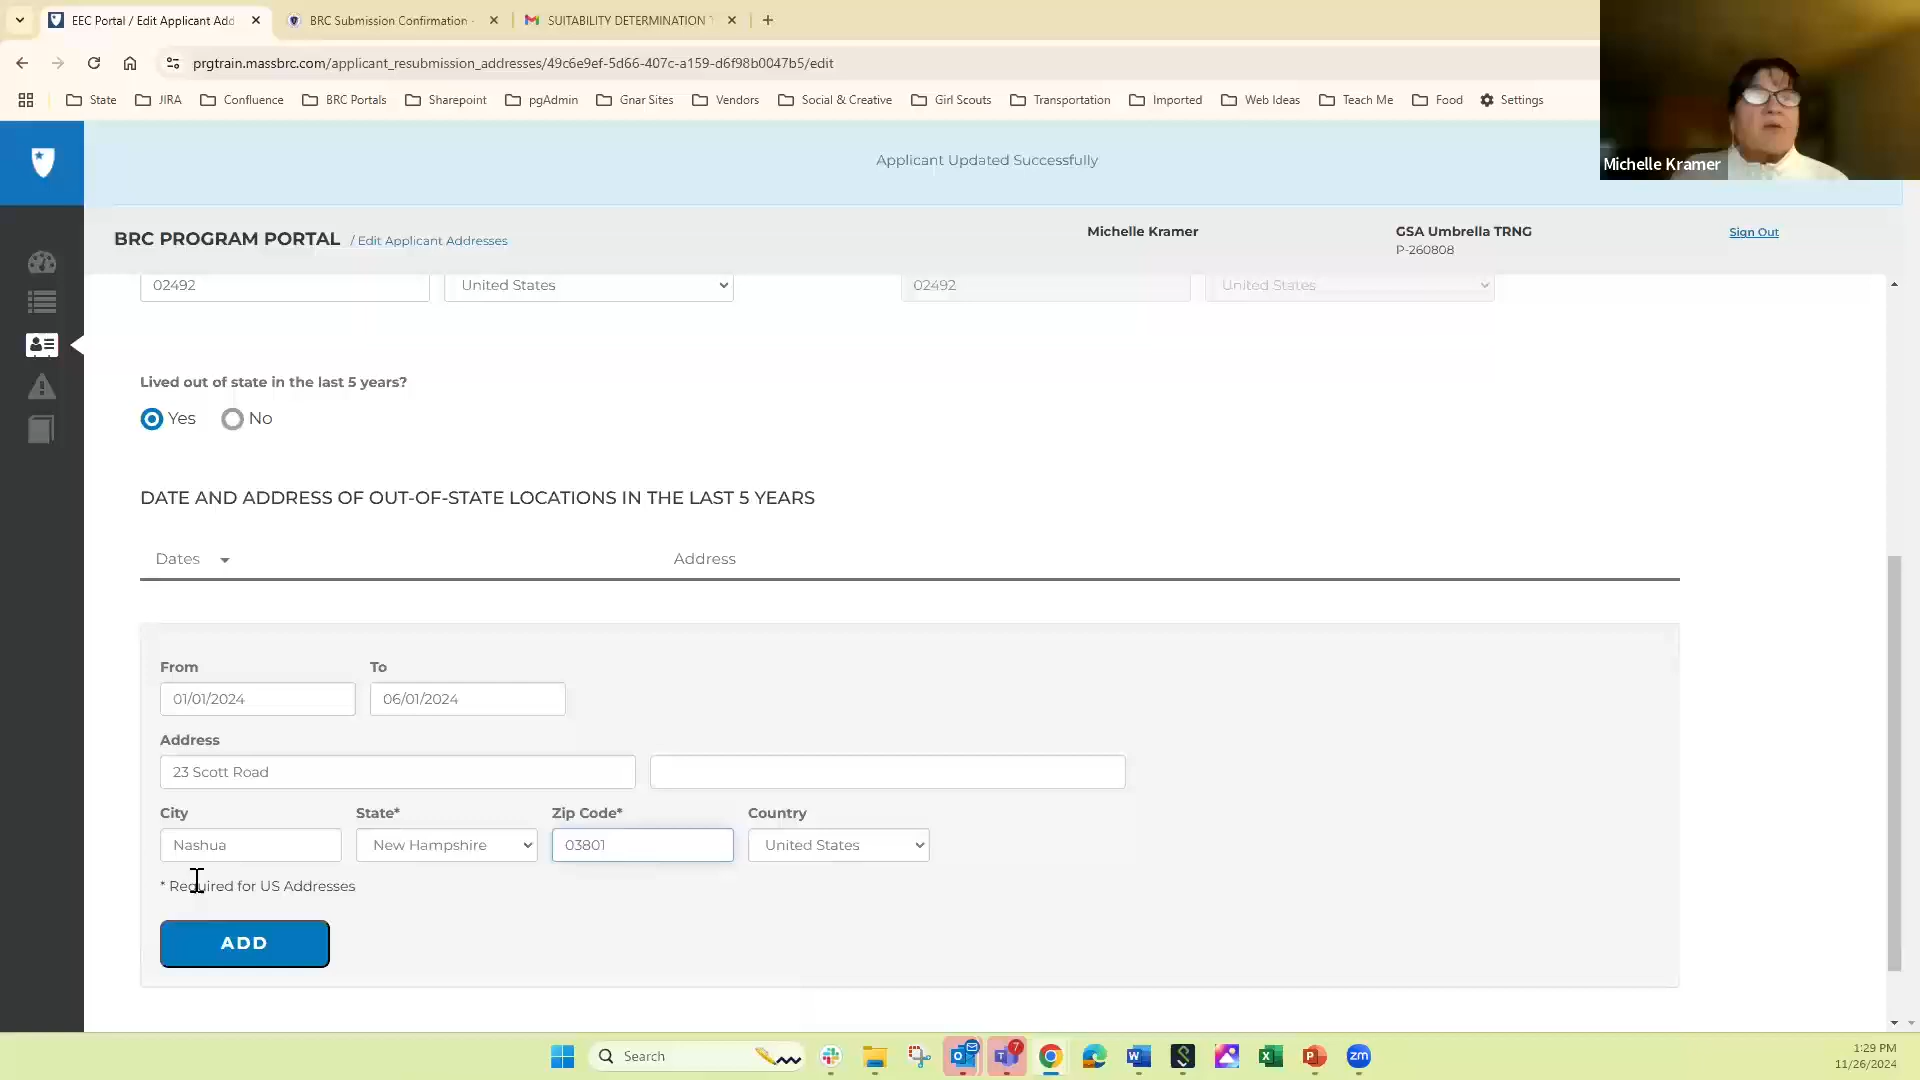 EEC Portal / Edit Applicant Add
BRC Submission Confirmation
SUITABILITY DETERMINATION
prgtrain.massbrc.com/applicant_resubmission_addresses/49c6e9ef-5d66-407c-a159-d6f98b0047b5/edit
State
JIRA
Confluence
BRC Portals
Sharepoint
pgAdmin
Gnar Sites
Vendors
Social & Creative
Girl Scouts
Transportation
Imported
Web Ideas
Teach Me
Food
Settings
Michelle Kramer
Applicant Updated Successfully
BRC PROGRAM PORTAL / Edit Applicant Addresses
Michelle Kramer
GSA Umbrella TRNG
P-260808
Sign Out
02492
United States
02492
United States
Lived out of state in the last 5 years?
Yes
No
DATE AND ADDRESS OF OUT-OF-STATE LOCATIONS IN THE LAST 5 YEARS
Dates
Address
From
To
01/01/2024
06/01/2024
Address
23 Scott Road
City
State*
Zip Code*
Country
Nashua
New Hampshire
03801
United States
* Required for US Addresses
ADD
Search
7
zm
1:29 PM
11/26/2024